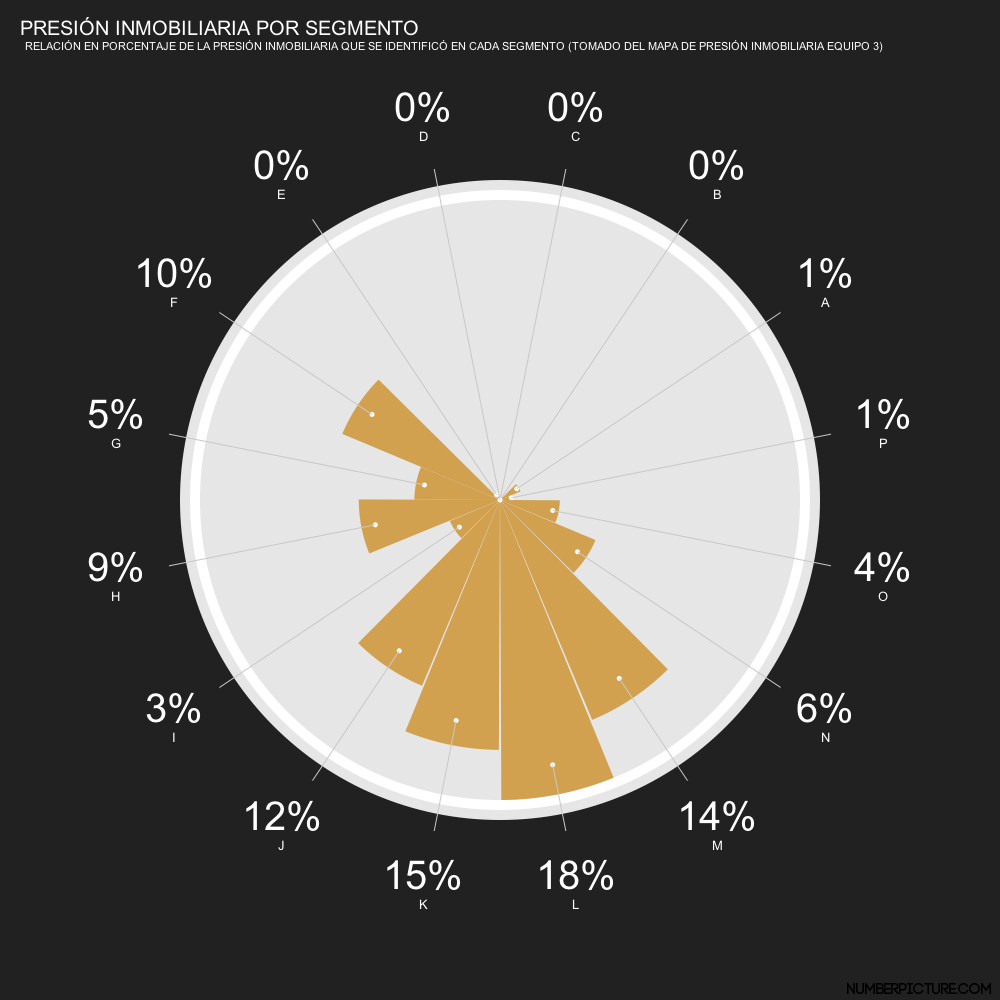 PRESIÓN INMOBILIARIA POR SEGMENTO
RELACIÓN EN PORCENTAJE DE LA PRESIÓN INMOBILIARIA QUE SE IDENTIFICÓ EN CADA SEGMENTO (TOMADO DEL MAPA DE PRESIÓN INMOBILIARIA EQUIPO 3)
0%
D
0%
C
0%
E
0%
B
10%
F
1%
A
5%
G
1%
P
9%
H
4%
O
3%
I
6%
N
12%
J
14%
M
15%
K
18%
L
NUMBERPICTURE.COM